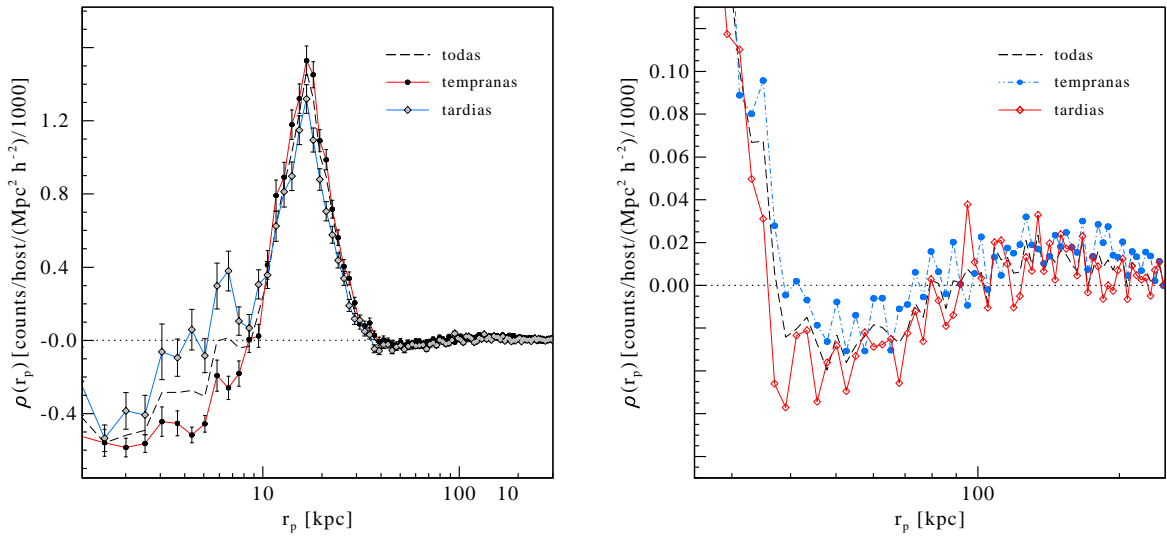 todas
tempranas
tardias
1.2
0.8
0.4
-0.0
-0.4
ρ(r_p) [counts/host/(Mpc² h⁻²)/1000]
10
100
10
r_p [kpc]
todas
tempranas
tardias
0.10
0.08
0.06
0.04
0.02
0.00
ρ(r_p) [counts/host/(Mpc² h⁻²)/1000]
100
r_p [kpc]